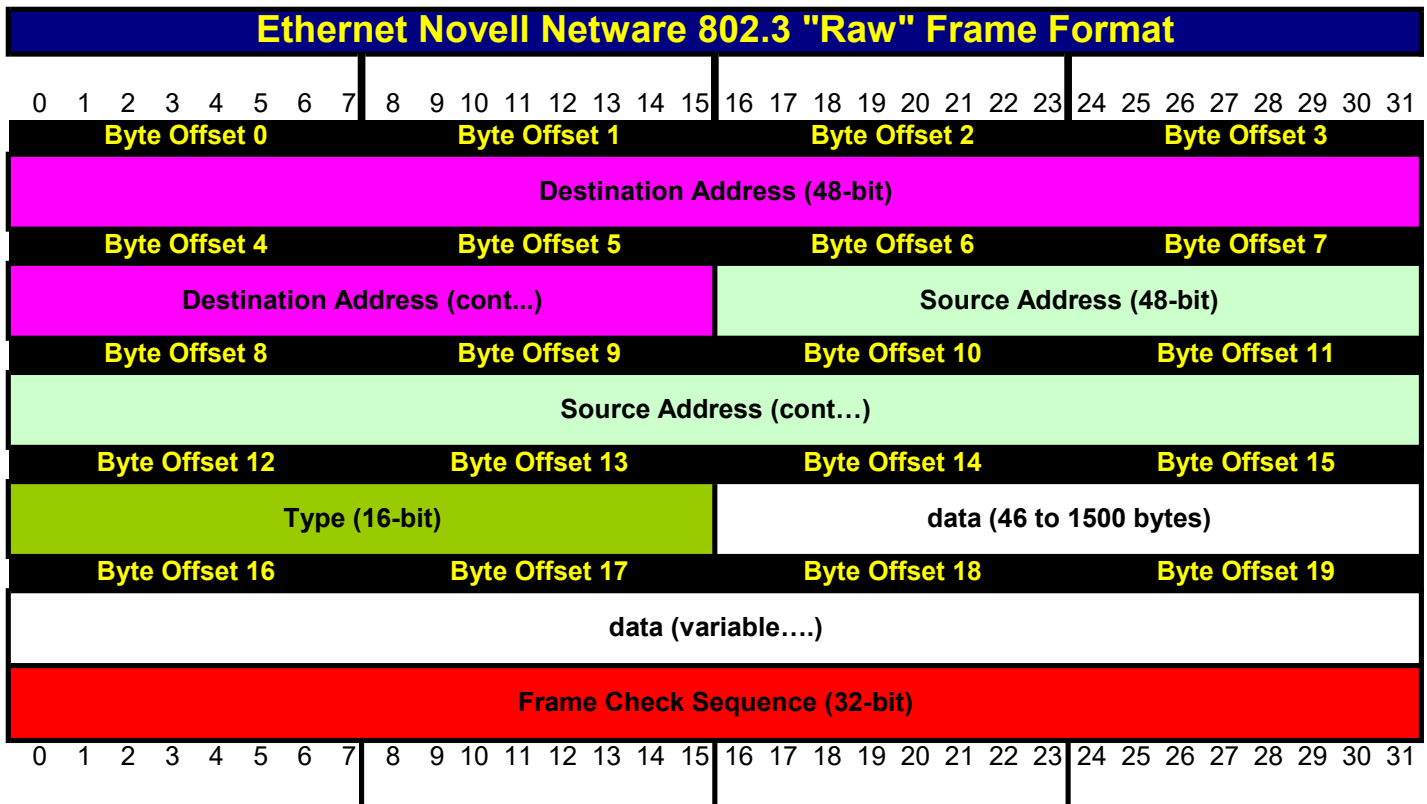 Ethernet Novell Netware 802.3 "Raw" Frame Format
0 1 2 3 4 5 6 7 8 9 10 11 12 13 14 15 16 17 18 19 20 21 22 23 24 25 26 27 28 29 30 31
Byte Offset 0 Byte Offset 1 Byte Offset 2 Byte Offset 3
Destination Address (48-bit)
Byte Offset 4 Byte Offset 5 Byte Offset 6 Byte Offset 7
Destination Address (cont...) Source Address (48-bit)
Byte Offset 8 Byte Offset 9 Byte Offset 10 Byte Offset 11
Source Address (cont…)
Byte Offset 12 Byte Offset 13 Byte Offset 14 Byte Offset 15
Type (16-bit) data (46 to 1500 bytes)
Byte Offset 16 Byte Offset 17 Byte Offset 18 Byte Offset 19
data (variable….)
Frame Check Sequence (32-bit)
0 1 2 3 4 5 6 7 8 9 10 11 12 13 14 15 16 17 18 19 20 21 22 23 24 25 26 27 28 29 30 31